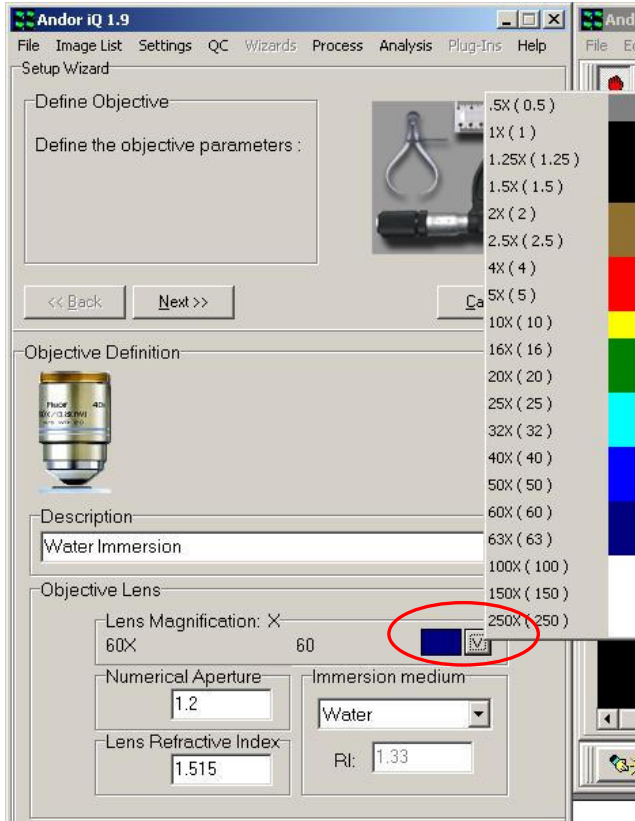 Andor iQ 1.9
File Image List Settings QC Wizards Process Analysis Plug-Ins Help
Setup Wizard
Define Objective
Define the objective parameters :
<< Back Next >>
Objective Definition
Fluor 40x
Description
Water Immersion
Objective Lens
Lens Magnification: X
60X 60
Numerical Aperture
1.2
Immersion medium
Water
Lens Refractive Index
1.515
RI: 1.33
.5X ( 0.5 )
1X ( 1 )
1.25X ( 1.25 )
1.5X ( 1.5 )
2X ( 2 )
2.5X ( 2.5 )
4X ( 4 )
5X ( 5 )
10X ( 10 )
16X ( 16 )
20X ( 20 )
25X ( 25 )
32X ( 32 )
40X ( 40 )
50X ( 50 )
60X ( 60 )
63X ( 63 )
100X ( 100 )
150X ( 150 )
250X ( 250 )
And
File